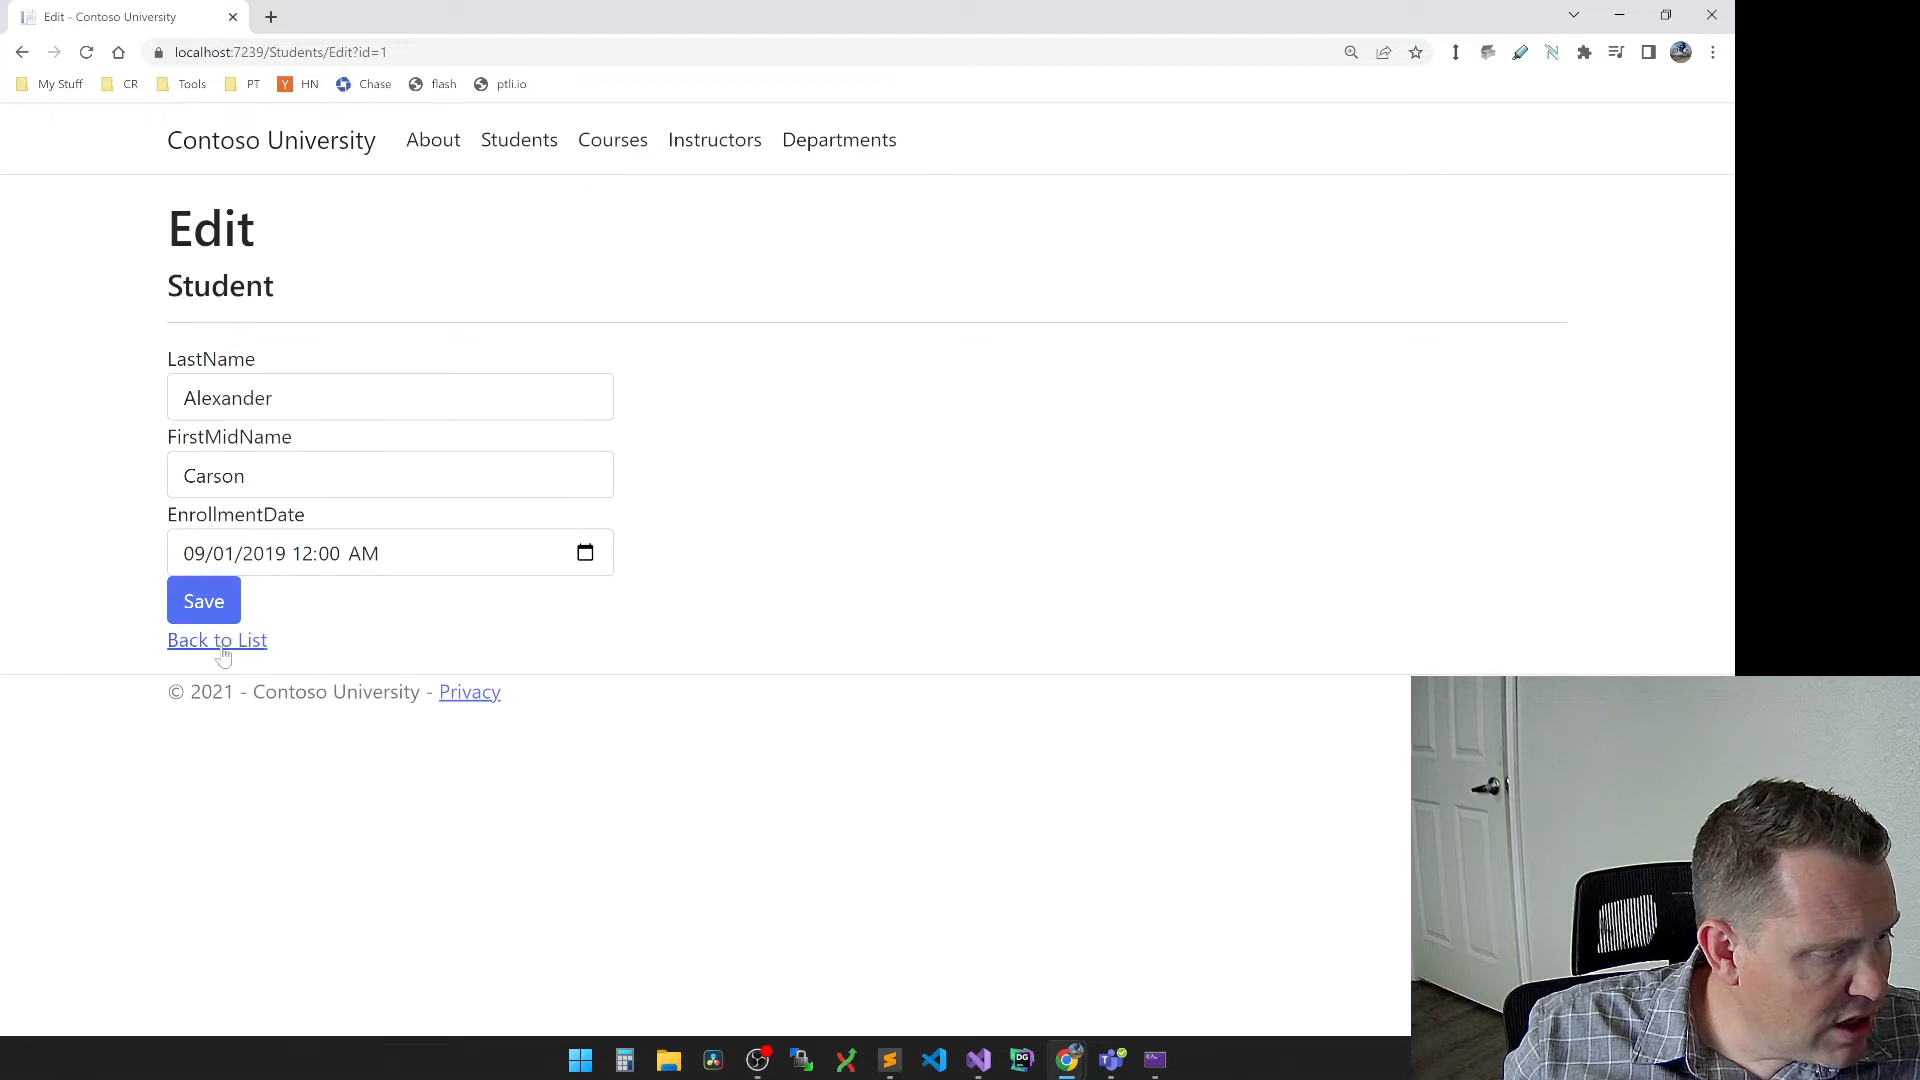 Edit - Contoso University
localhost:7239/Students/Edit?id=1
My Stuff CR Tools PT Y HN Chase flash ptli.io
Contoso University About Students Courses Instructors Departments
Edit
Student
LastName
Alexander
FirstMidName
Carson
EnrollmentDate
09/01/2019 12:00 AM
Save
Back to List
© 2021 - Contoso University - Privacy
DG